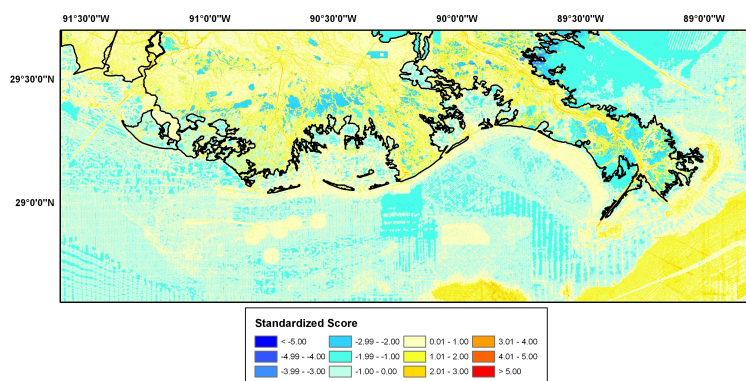 91°30'0"W 91°00'0"W 90°30'0"W 90°00'0"W 89°30'0"W 89°00'0"W
29°30'0"N
29°0'0"N
Standardized Score
< -5.00 -2.99 - -2.00 0.01 - 1.00 3.01 - 4.00
-4.99 - -4.00 -1.99 - -1.00 1.01 - 2.00 4.01 - 5.00
-3.99 - -3.00 -1.00 - 0.00 2.01 - 3.00 > 5.00